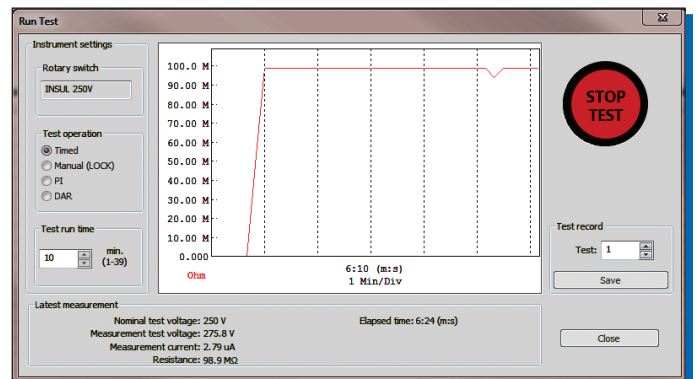 Run Test
Instrument settings
Rotary switch
INSUL 250V
Test operation
Timed
Manual (LOCK)
PI
DAR
Test run time
10
min.
(1-39)
100.0 M
90.00 M
80.00 M
70.00 M
60.00 M
50.00 M
40.00 M
30.00 M
20.00 M
10.00 M
0.000
Ohm
6:10 (m:s)
1 Min/Div
STOP
TEST
Test record
Test: 1
Save
Latest measurement
Nominal test voltage: 250 V
Elapsed time: 6:24 (m:s)
Measurement test voltage: 275.8 V
Measurement current: 2.79 uA
Resistance: 98.9 MΩ
Close